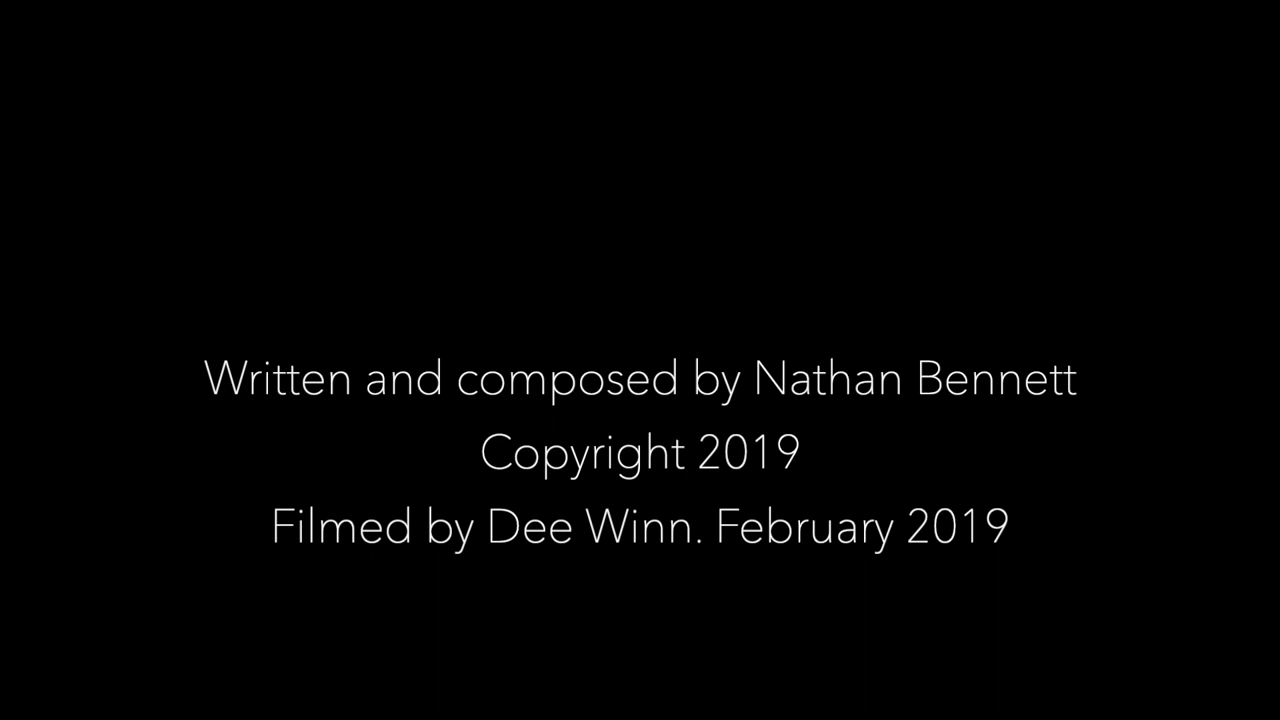 Written and composed by Nathan Bennett
Copyright 2019
Filmed by Dee Winn. February 2019